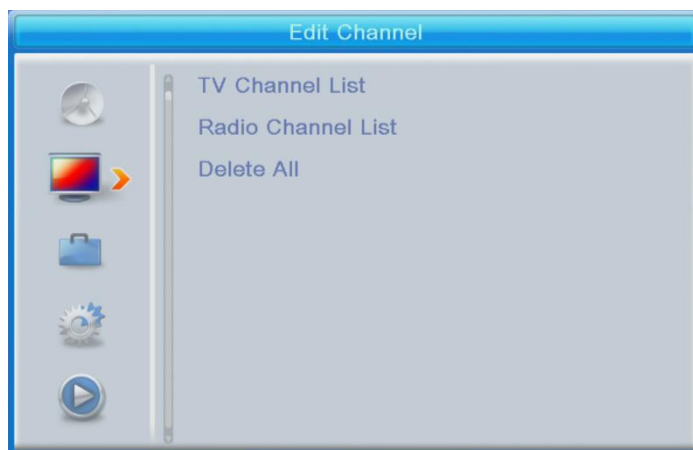 Edit Channel
TV Channel List
Radio Channel List
Delete All